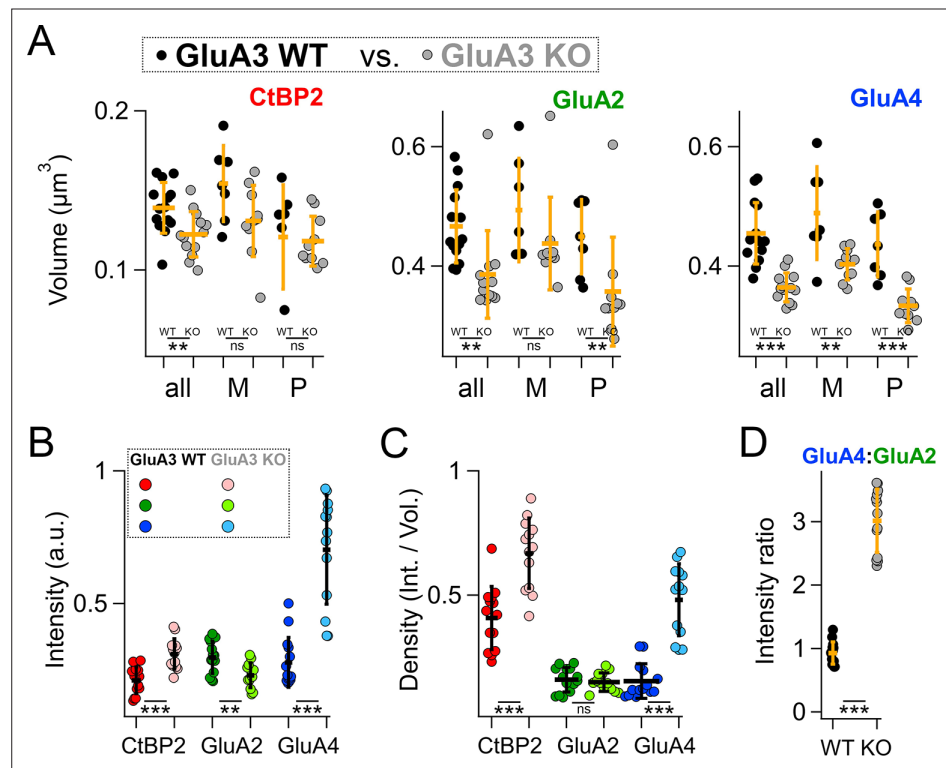 A
GluA3 WT vs. GluA3 KO
CtBP2 GluA2 GluA4
Volume (µm³)
0.2
0.1
WT KO WT KO WT KO
** ns ns
all M P
0.6
0.4
WT KO WT KO WT KO
** ns **
all M P
0.6
0.4
WT KO WT KO WT KO
*** ** ***
all M P
B
GluA3 WT GluA3 KO
Intensity (a.u.)
1
0.5
*** ** ***
CtBP2 GluA2 GluA4
C
Density (Int. / Vol.)
1
0.5
*** ns ***
CtBP2 GluA2 GluA4
D
GluA4:GluA2
Intensity ratio
3
2
1
0
***
WT KO